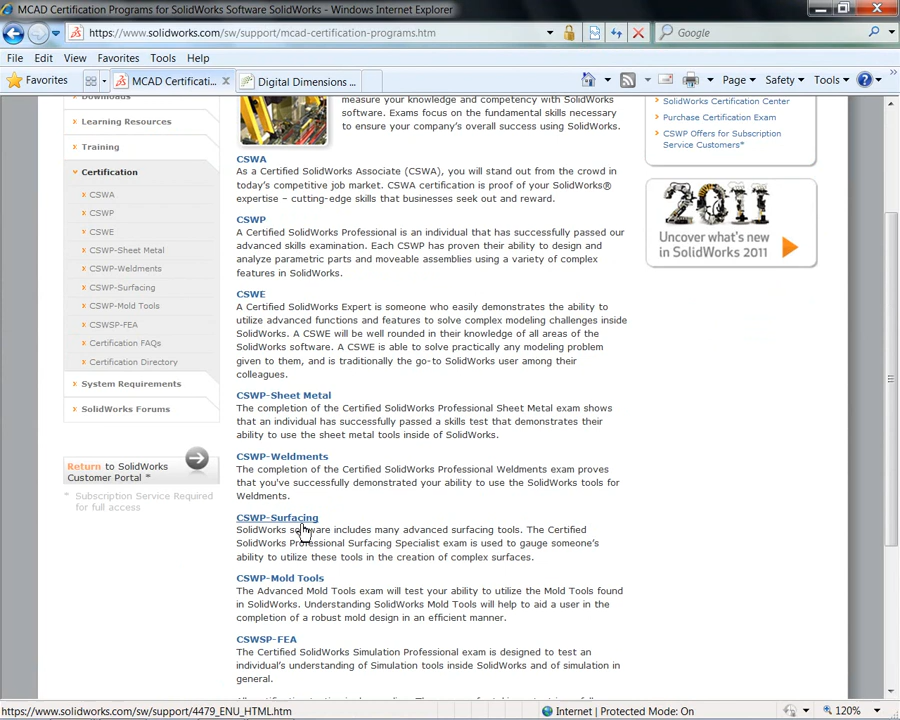 MCAD Certification Programs for SolidWorks Software SolidWorks - Windows Internet Explorer
https://www.solidworks.com/sw/support/mcad-certification-programs.htm
Google
File Edit View Favorites Tools Help
Favorites
MCAD Certificati... x
Digital Dimensions ...
Page Safety Tools
Downloads
Learning Resources
Training
Certification
CSWA
CSWP
CSWE
CSWP-Sheet Metal
CSWP-Weldments
CSWP-Surfacing
CSWP-Mold Tools
CSWSP-FEA
Certification FAQs
Certification Directory
System Requirements
SolidWorks Forums
Return to SolidWorks
Customer Portal *
* Subscription Service Required
for full access
measure your knowledge and competency with SolidWorks
software. Exams focus on the fundamental skills necessary
to ensure your company's overall success using SolidWorks.
CSWA
As a Certified SolidWorks Associate (CSWA), you will stand out from the crowd in
today's competitive job market. CSWA certification is proof of your SolidWorks®
expertise – cutting-edge skills that businesses seek out and reward.
CSWP
A Certified SolidWorks Professional is an individual that has successfully passed our
advanced skills examination. Each CSWP has proven their ability to design and
analyze parametric parts and moveable assemblies using a variety of complex
features in SolidWorks.
CSWE
A Certified SolidWorks Expert is someone who easily demonstrates the ability to
utilize advanced functions and features to solve complex modeling challenges inside
SolidWorks. A CSWE will be well rounded in their knowledge of all areas of the
SolidWorks software. A CSWE is able to solve practically any modeling problem
given to them, and is traditionally the go-to SolidWorks user among their
colleagues.
CSWP-Sheet Metal
The completion of the Certified SolidWorks Professional Sheet Metal exam shows
that an individual has successfully passed a skills test that demonstrates their
ability to use the sheet metal tools inside of SolidWorks.
CSWP-Weldments
The completion of the Certified SolidWorks Professional Weldments exam proves
that you've successfully demonstrated your ability to use the SolidWorks tools for
Weldments.
CSWP-Surfacing
SolidWorks software includes many advanced surfacing tools. The Certified
SolidWorks Professional Surfacing Specialist exam is used to gauge someone's
ability to utilize these tools in the creation of complex surfaces.
CSWP-Mold Tools
The Advanced Mold Tools exam will test your ability to utilize the Mold Tools found
in SolidWorks. Understanding SolidWorks Mold Tools will help to aid a user in the
completion of a robust mold design in an efficient manner.
CSWSP-FEA
The Certified SolidWorks Simulation Professional exam is designed to test an
individual's understanding of Simulation tools inside SolidWorks and of simulation in
general.
SolidWorks Certification Center
Purchase Certification Exam
CSWP Offers for Subscription
Service Customers*
2011
Uncover what's new
in SolidWorks 2011
https://www.solidworks.com/sw/support/4479_ENU_HTML.htm
Internet | Protected Mode: On
120%